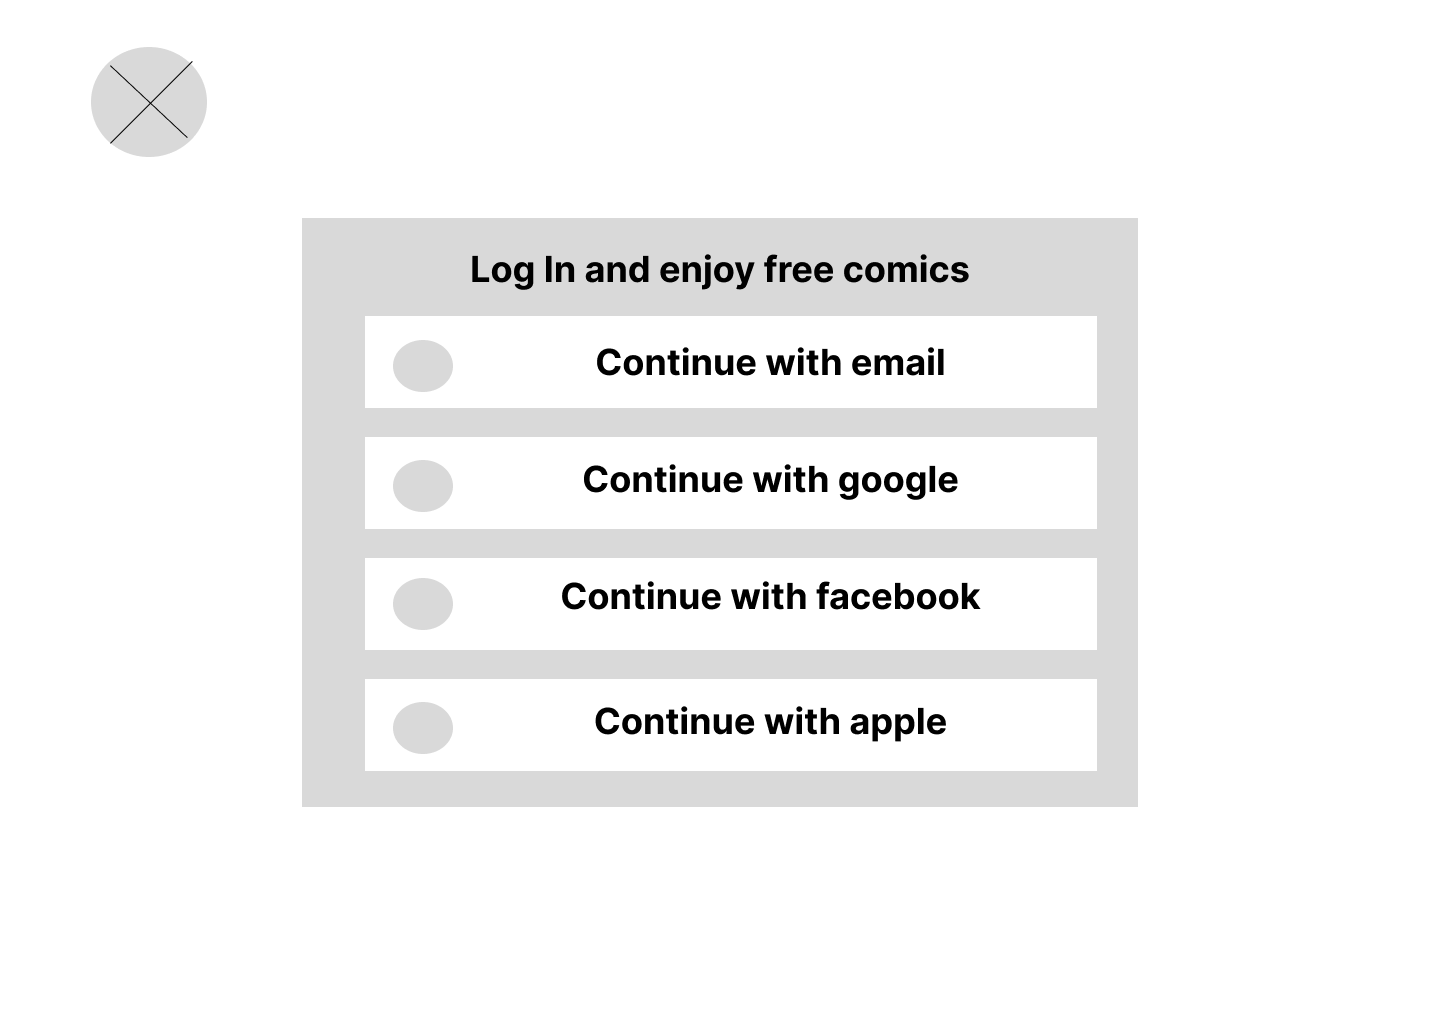 Log In and enjoy free comics
Continue with email
Continue with google
Continue with facebook
Continue with apple